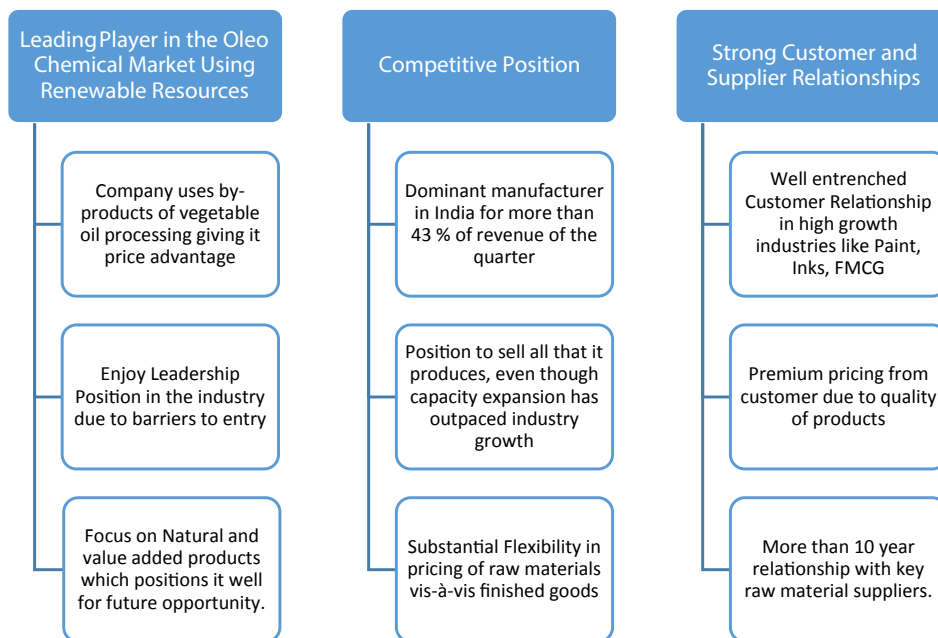 Leading Player in the Oleo
Chemical Market Using
Renewable Resources
Company uses by-
products of vegetable
oil processing giving it
price advantage
Enjoy Leadership
Position in the industry
due to barriers to entry
Focus on Natural and
value added products
which positions it well
for future opportunity.
Competitive Position
Dominant manufacturer
in India for more than
43 % of revenue of the
quarter
Position to sell all that it
produces, even though
capacity expansion has
outpaced industry
growth
Substantial Flexibility in
pricing of raw materials
vis-à-vis finished goods
Strong Customer and
Supplier Relationships
Well entrenched
Customer Relationship
in high growth
industries like Paint,
Inks, FMCG
Premium pricing from
customer due to quality
of products
More than 10 year
relationship with key
raw material suppliers.